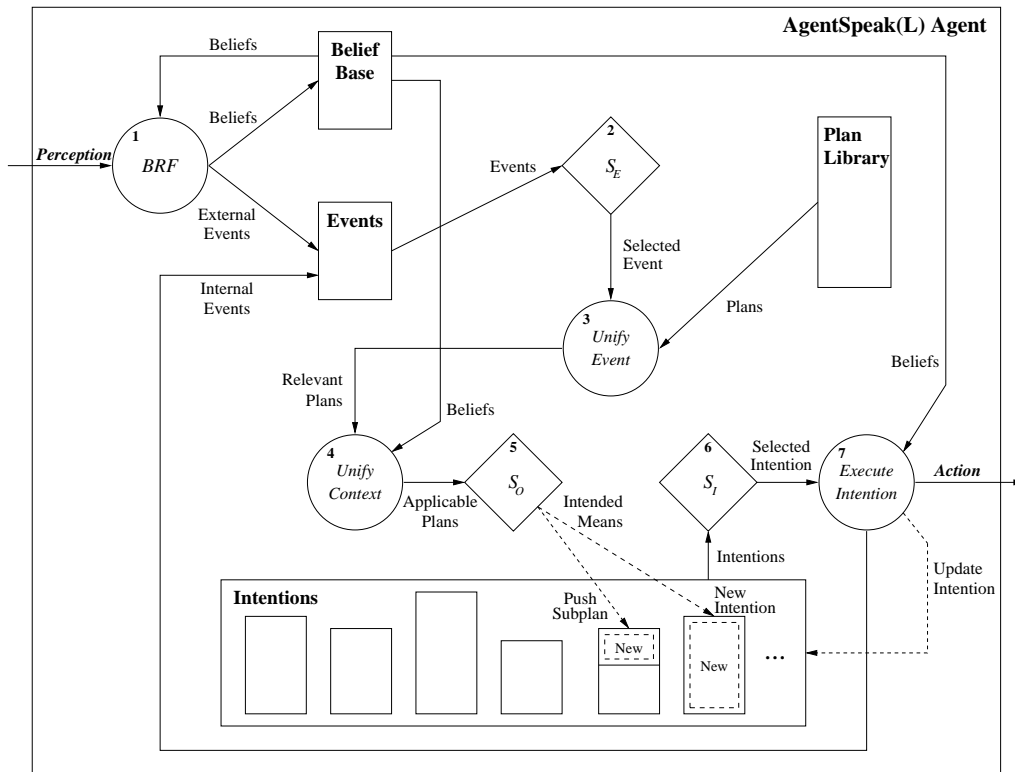 AgentSpeak(L) Agent
Beliefs
Belief
Base
1
BRF
Perception
Beliefs
2
S_E
Plan
Library
Events
External
Events
Events
Selected
Event
Internal
Events
Plans
3
Unify
Event
Relevant
Plans
Beliefs
Beliefs
4
Unify
Context
Applicable
Plans
5
S_O
Intended
Means
6
S_I
Selected
Intention
7
Execute
Intention
Action
Intentions
Update
Intention
Intentions
Push
Subplan
New
Intention
New
New
...